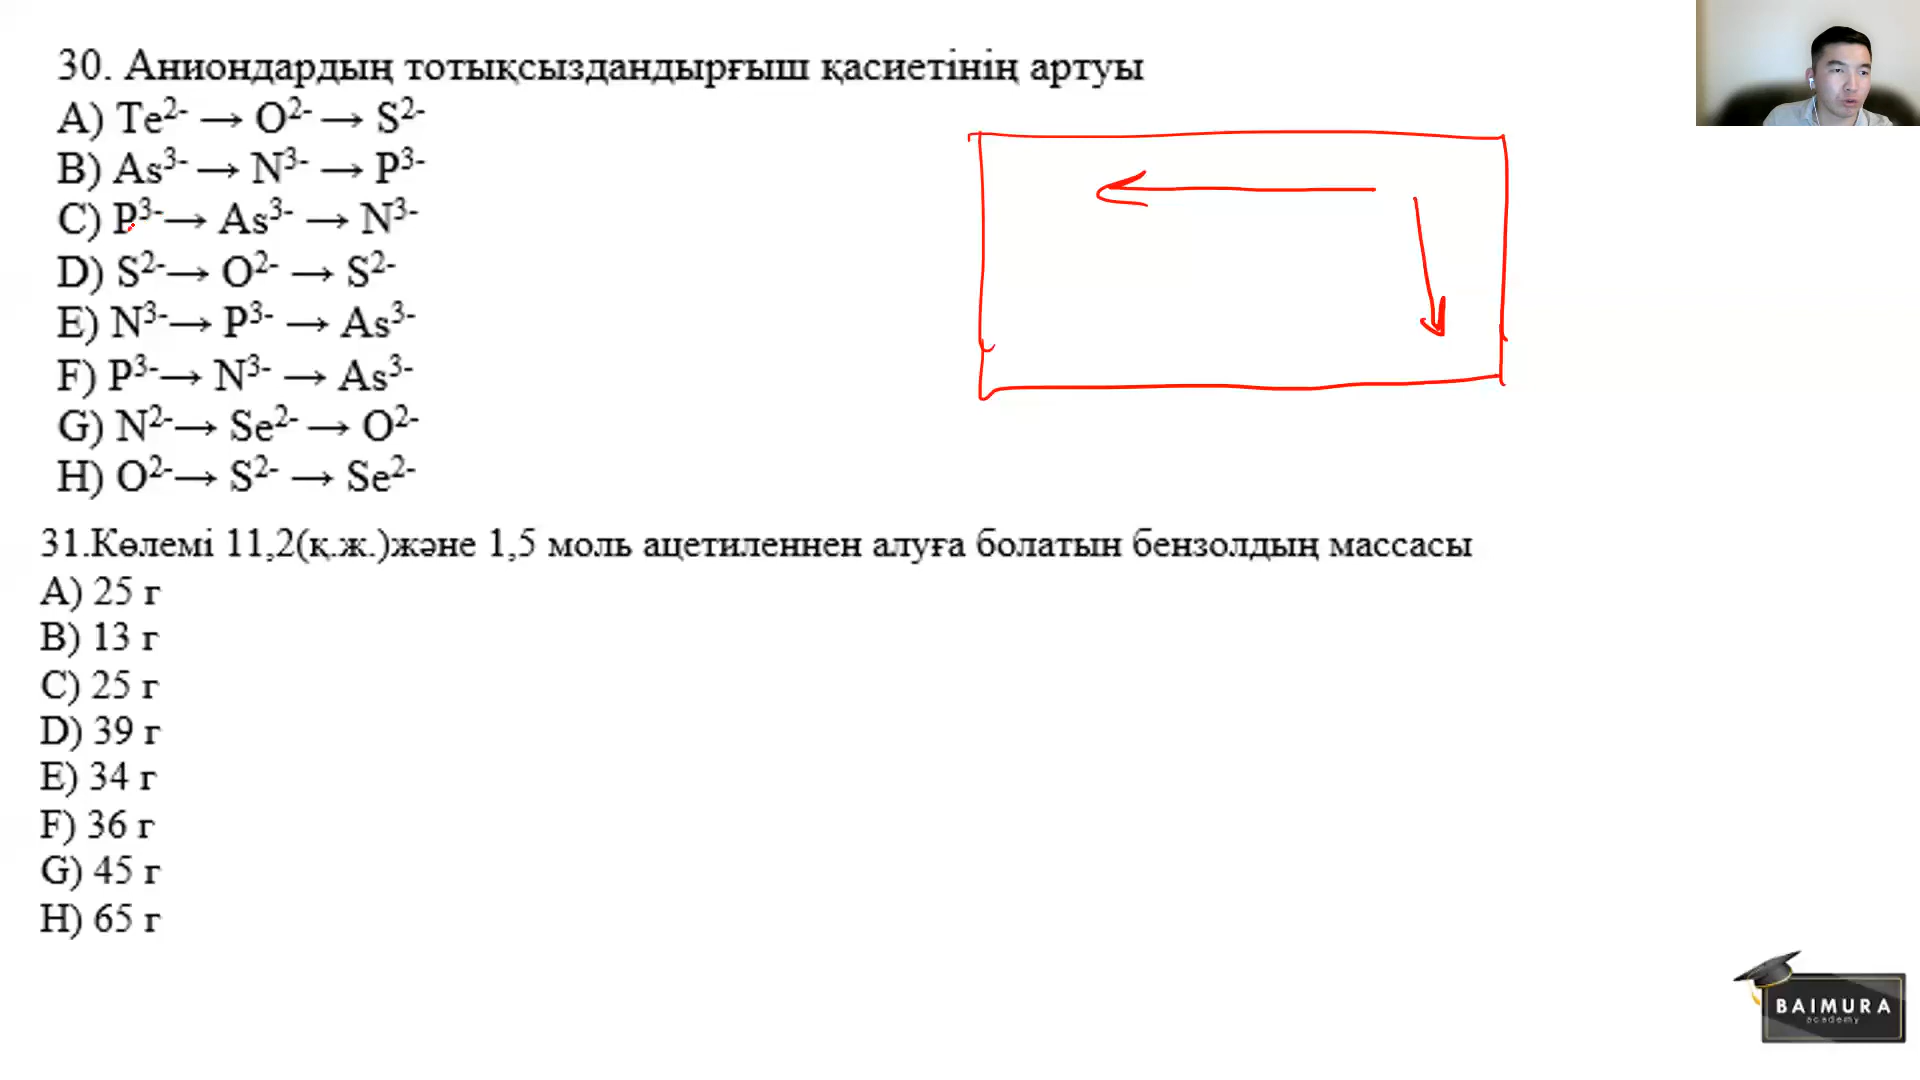 30. Аниондардың тотықсыздандырғыш қасиетінің артуы
A) Te²⁻ → O²⁻ → S²⁻
B) As³⁻ → N³⁻ → P³⁻
C) P³⁻→ As³⁻ → N³⁻
D) S²⁻→ O²⁻ → S²⁻
E) N³⁻→ P³⁻ → As³⁻
F) P³⁻→ N³⁻ → As³⁻
G) N²⁻→ Se²⁻ → O²⁻
H) O²⁻→ S²⁻ → Se²⁻
31.Көлемі 11,2(қ.ж.)және 1,5 моль ацетиленнен алуға болатын бензолдың массасы
A) 25 г
B) 13 г
C) 25 г
D) 39 г
E) 34 г
F) 36 г
G) 45 г
H) 65 г
BAIMURA
academy